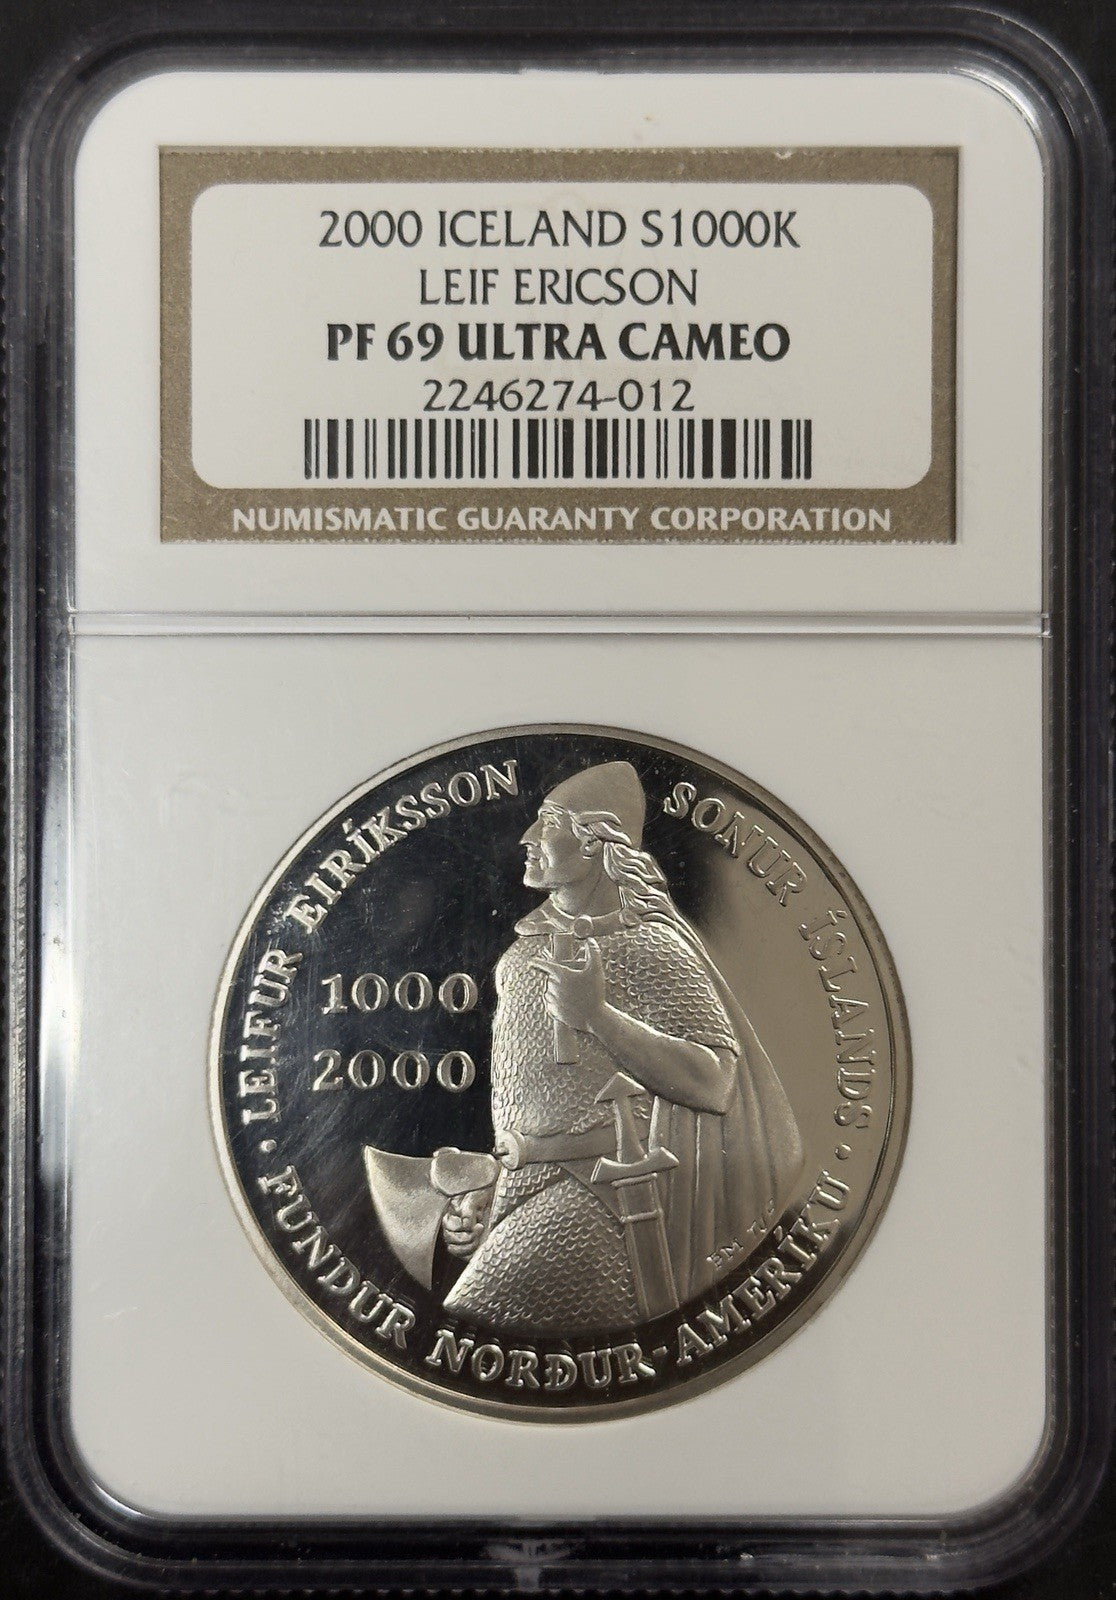 2000 ICELAND S1000K
LEIF ERICSON
PF 69 ULTRA CAMEO
2246274-012
NUMISMATIC GUARANTY CORPORATION
· LEIFUR EIRÍKSSON SONUR ÍSLANDS ·
1000
2000
FUNDUR NORÐUR-AMERÍKU
ÞM